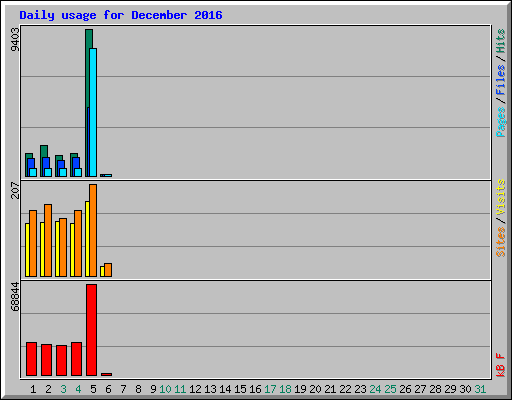 Daily usage for December 2016
9403
Pages/Files/Hits
207
Sites/Visits
68844
kB F
1 2 3 4 5 6 7 8 9 10 11 12 13 14 15 16 17 18 19 20 21 22 23 24 25 26 27 28 29 30 31